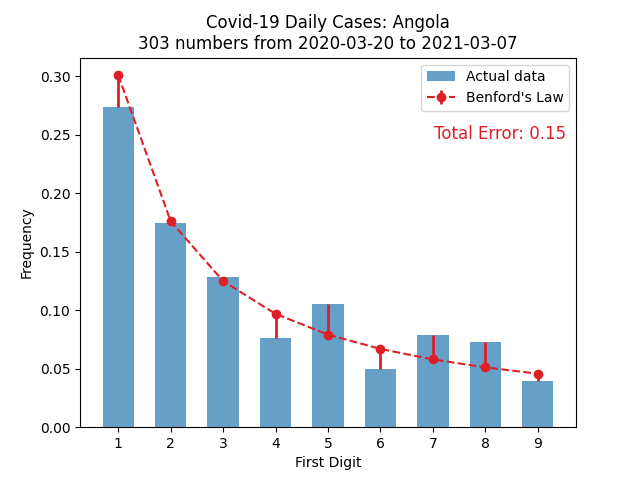 Covid-19 Daily Cases: Angola
303 numbers from 2020-03-20 to 2021-03-07
Actual data
Benford's Law
Total Error: 0.15
Frequency
0.30
0.25
0.20
0.15
0.10
0.05
0.00
1 2 3 4 5 6 7 8 9
First Digit